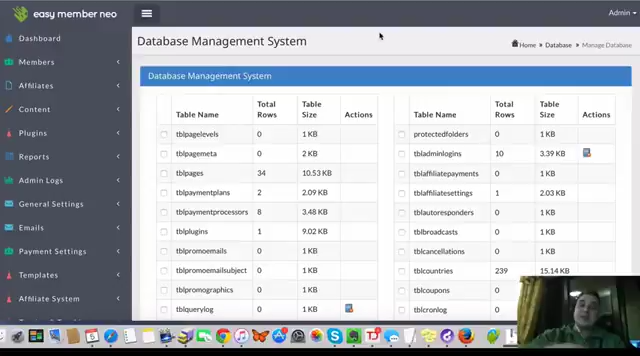 easy member neo
Admin
Database Management System
Home » Database » Manage Database
Dashboard
Members
Affiliates
Content
Plugins
Reports
Admin Logs
General Settings
Emails
Payment Settings
Templates
Affiliate System
Database Management System
Table Name Total Rows Table Size Actions
tblpagelevels 0 1 KB
tblpagemeta 0 2 KB
tblpages 34 10.53 KB
tblpaymentplans 2 2.09 KB
tblpaymentprocessors 8 3.48 KB
tblplugins 1 9.02 KB
tblpromoemails 0 1 KB
tblpromoemailsubject 0 1 KB
tblpromographics 0 1 KB
tblquerylog 0 1 KB
Table Name Total Rows Table Size Actions
protectedfolders 0 1 KB
tbladminlogins 10 3.39 KB
tblaffiliatepayments 0 1 KB
tblaffiliatesettings 1 2.03 KB
tblautoresponders 0 1 KB
tblbroadcasts 0 1 KB
tblcancellations 0 1 KB
tblcountries 239 15.14 KB
tblcoupons 0
tblcronlog 0